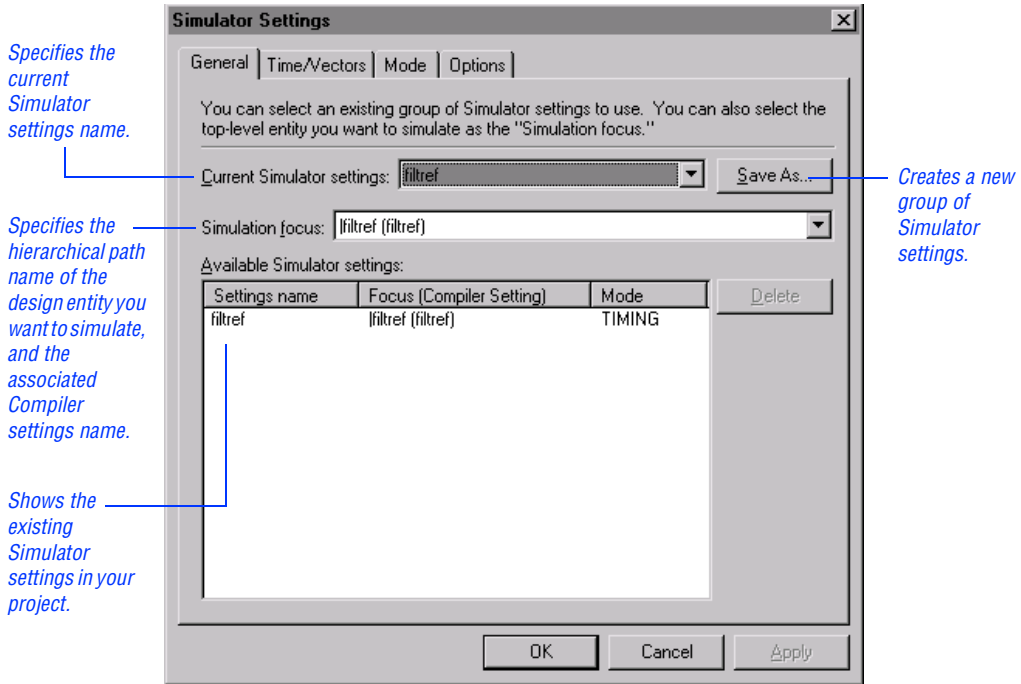 Simulator Settings
General
Time/Vectors
Mode
Options
You can select an existing group of Simulator settings to use. You can also select the
top-level entity you want to simulate as the "Simulation focus."
Current Simulator settings:
filtref
Save As...
Simulation focus:
|filtref (filtref)
Available Simulator settings:
Settings name
Focus (Compiler Setting)
Mode
filtref
|filtref (filtref)
TIMING
Delete
OK
Cancel
Apply
Specifies the
current
Simulator
settings name.
Specifies the
hierarchical path
name of the
design entity you
want to simulate,
and the
associated
Compiler
settings name.
Shows the
existing
Simulator
settings in your
project.
Creates a new
group of
Simulator
settings.